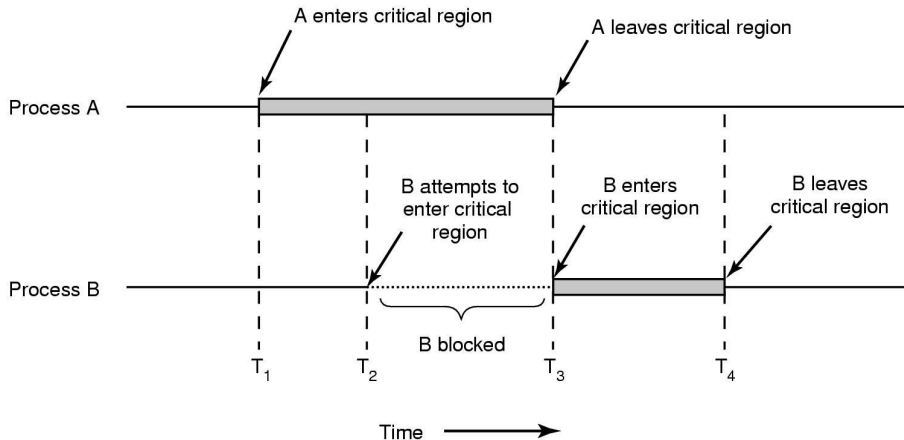 A enters critical region
A leaves critical region
Process A
B attempts to
enter critical
region
B enters
critical region
B leaves
critical region
Process B
B blocked
T1
T2
T3
T4
Time